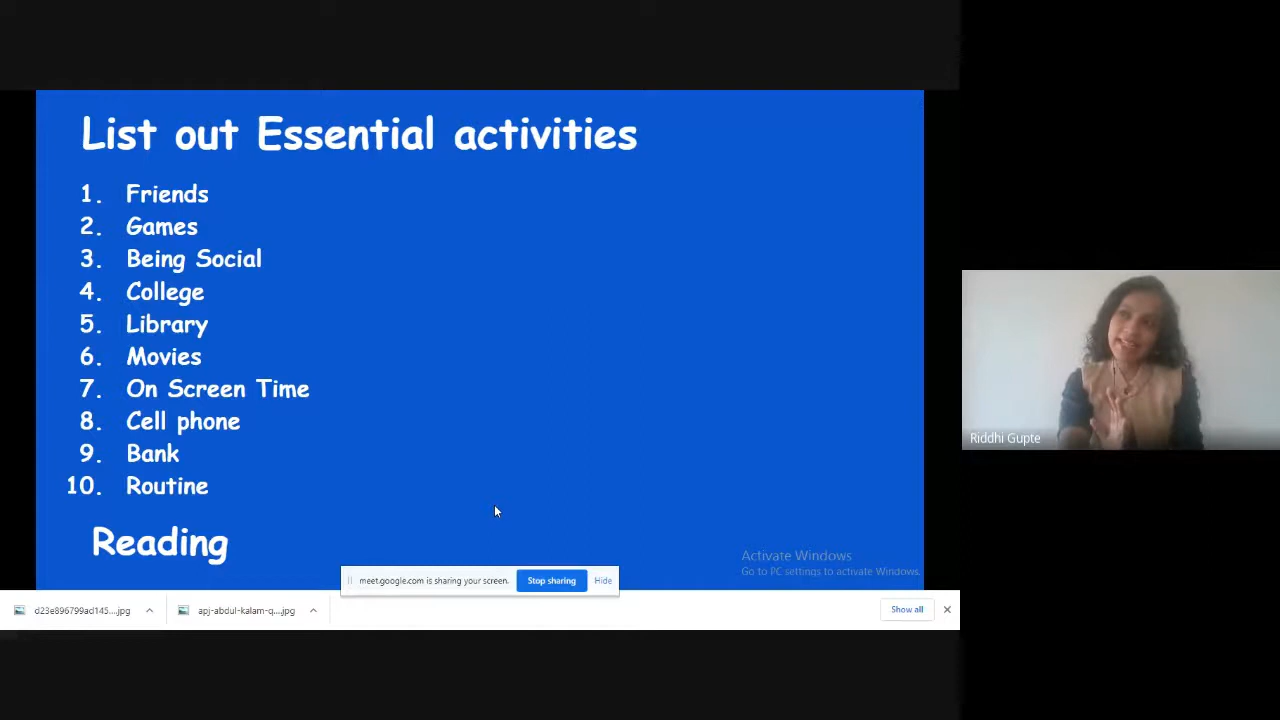 List out Essential activities
1. Friends
2. Games
3. Being Social
4. College
5. Library
6. Movies
7. On Screen Time
8. Cell phone
9. Bank
10. Routine
Reading
Riddhi Gupte
Activate Windows
Go to PC settings to activate Windows.
meet.google.com is sharing your screen. Stop sharing Hide
d23e896799ad145....jpg apj-abdul-kalam-q....jpg Show all